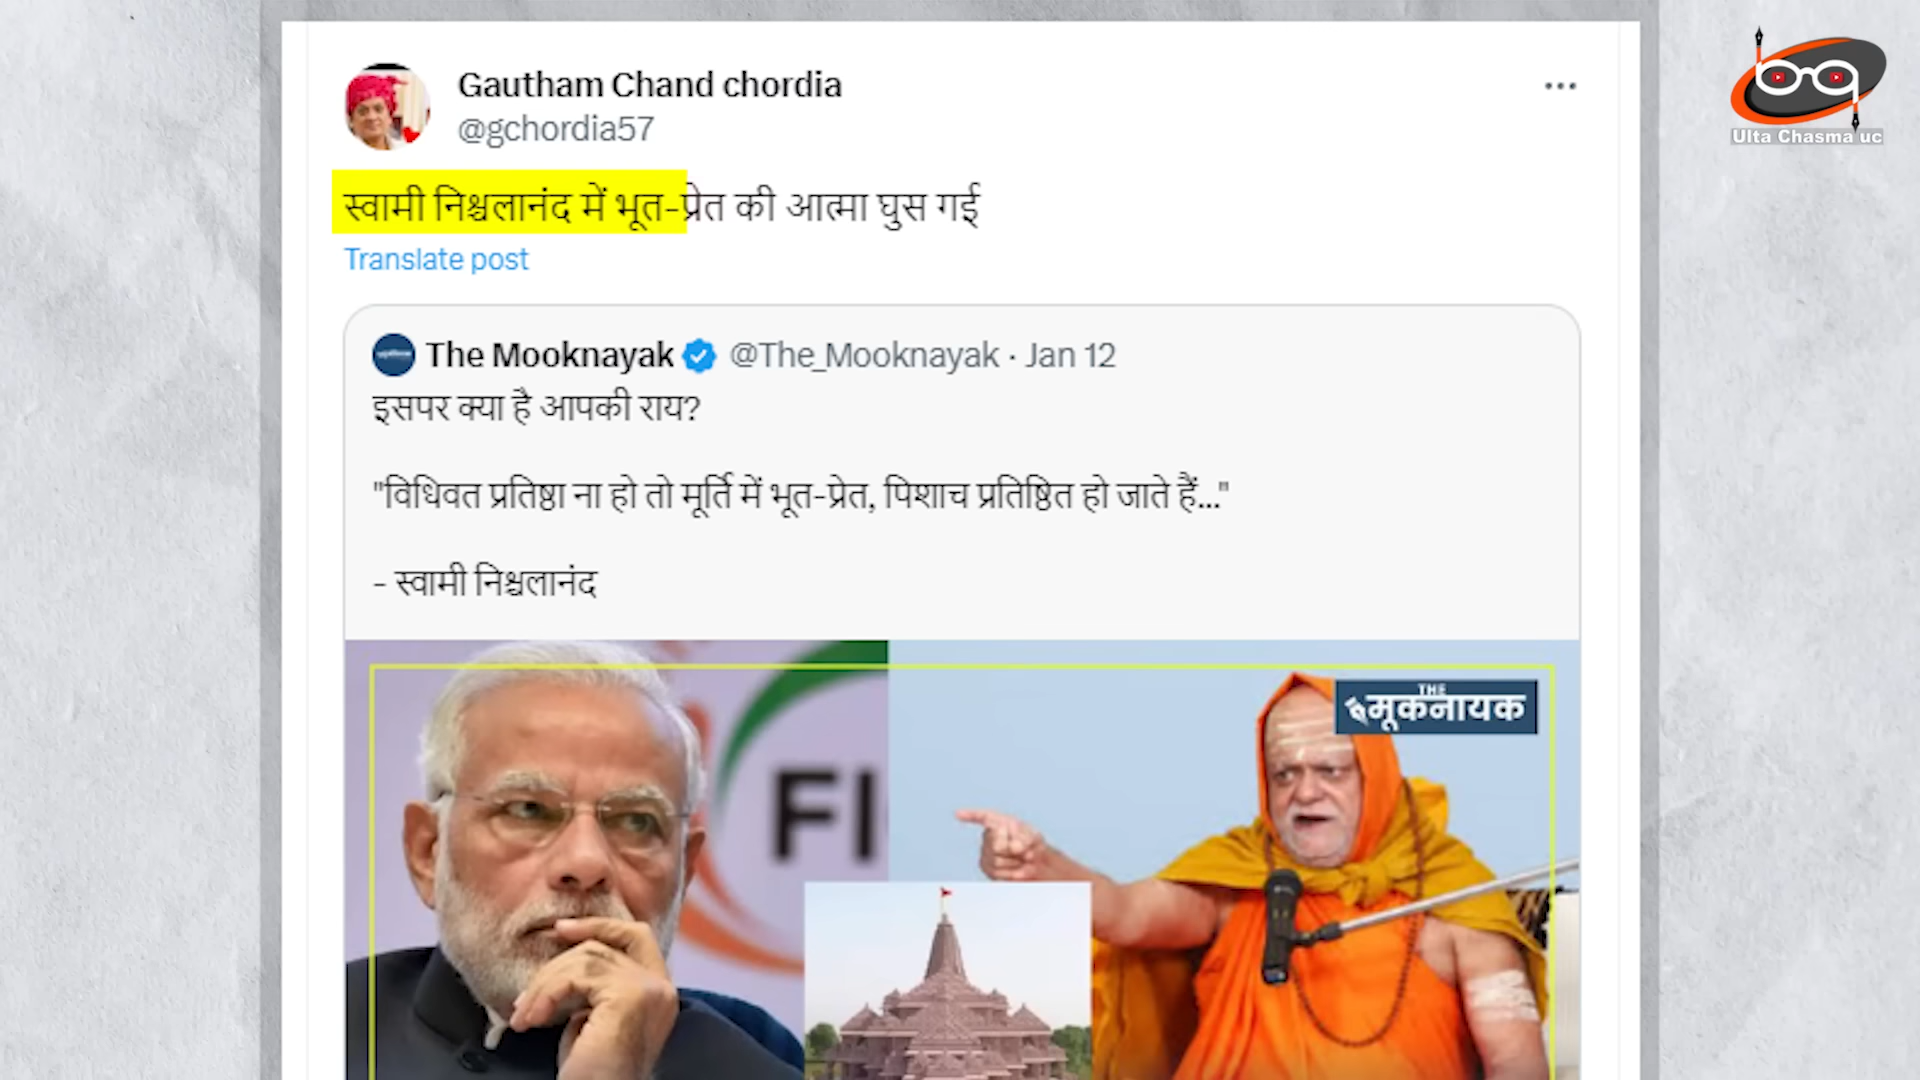 Ulta Chasma uc
Gautham Chand chordia
@gchordia57
स्वामी निश्चलानंद में भूत-प्रेत की आत्मा घुस गई
Translate post
The Mooknayak @The_Mooknayak · Jan 12
इसपर क्या है आपकी राय?
"विधिवत प्रतिष्ठा ना हो तो मूर्ति में भूत-प्रेत, पिशाच प्रतिष्ठित हो जाते हैं..."
- स्वामी निश्चलानंद
THE
मूकनायक
FI